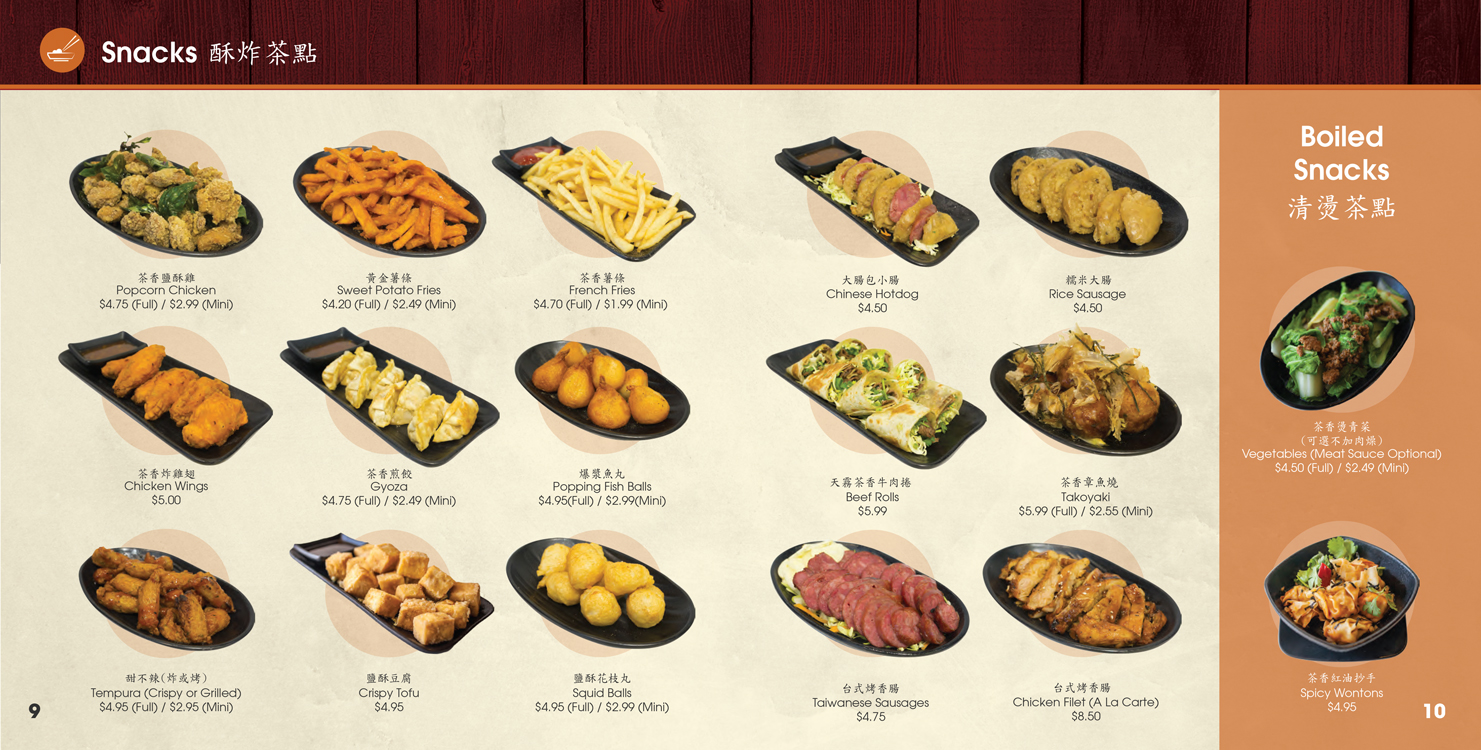 Snacks 酥炸茶點
茶香鹽酥雞
Popcorn Chicken
$4.75 (Full) / $2.99 (Mini)
黃金薯條
Sweet Potato Fries
$4.20 (Full) / $2.49 (Mini)
茶香薯條
French Fries
$4.70 (Full) / $1.99 (Mini)
大腸包小腸
Chinese Hotdog
$4.50
糯米大腸
Rice Sausage
$4.50
茶香炸雞翅
Chicken Wings
$5.00
茶香煎餃
Gyoza
$4.75 (Full) / $2.49 (Mini)
爆漿魚丸
Popping Fish Balls
$4.95(Full) / $2.99(Mini)
天霧茶香牛肉捲
Beef Rolls
$5.99
茶香章魚燒
Takoyaki
$5.99 (Full) / $2.55 (Mini)
甜不辣(炸或烤)
Tempura (Crispy or Grilled)
$4.95 (Full) / $2.95 (Mini)
鹽酥豆腐
Crispy Tofu
$4.95
鹽酥花枝丸
Squid Balls
$4.95 (Full) / $2.99 (Mini)
台式烤香腸
Taiwanese Sausages
$4.75
台式烤香腸
Chicken Filet (A La Carte)
$8.50
9
Boiled
Snacks
清燙茶點
茶香燙青菜
(可選不加肉燥)
Vegetables (Meat Sauce Optional)
$4.50 (Full) / $2.49 (Mini)
茶香紅油抄手
Spicy Wontons
$4.95
10